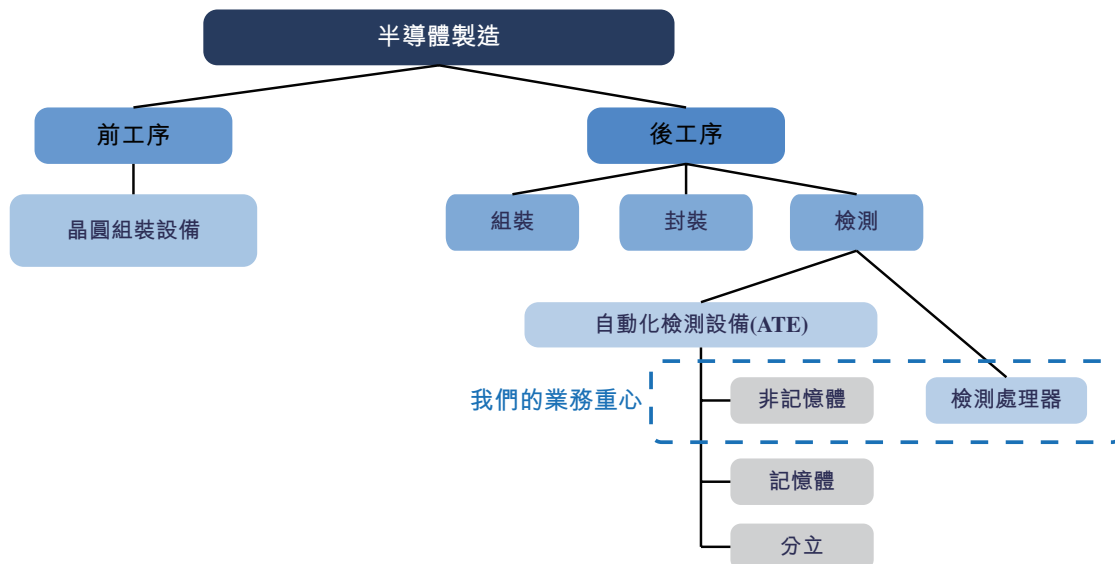 半導體製造
前工序
後工序
晶圓組裝設備
組裝
封裝
檢測
自動化檢測設備(ATE)
我們的業務重心
非記憶體
檢測處理器
記憶體
分立